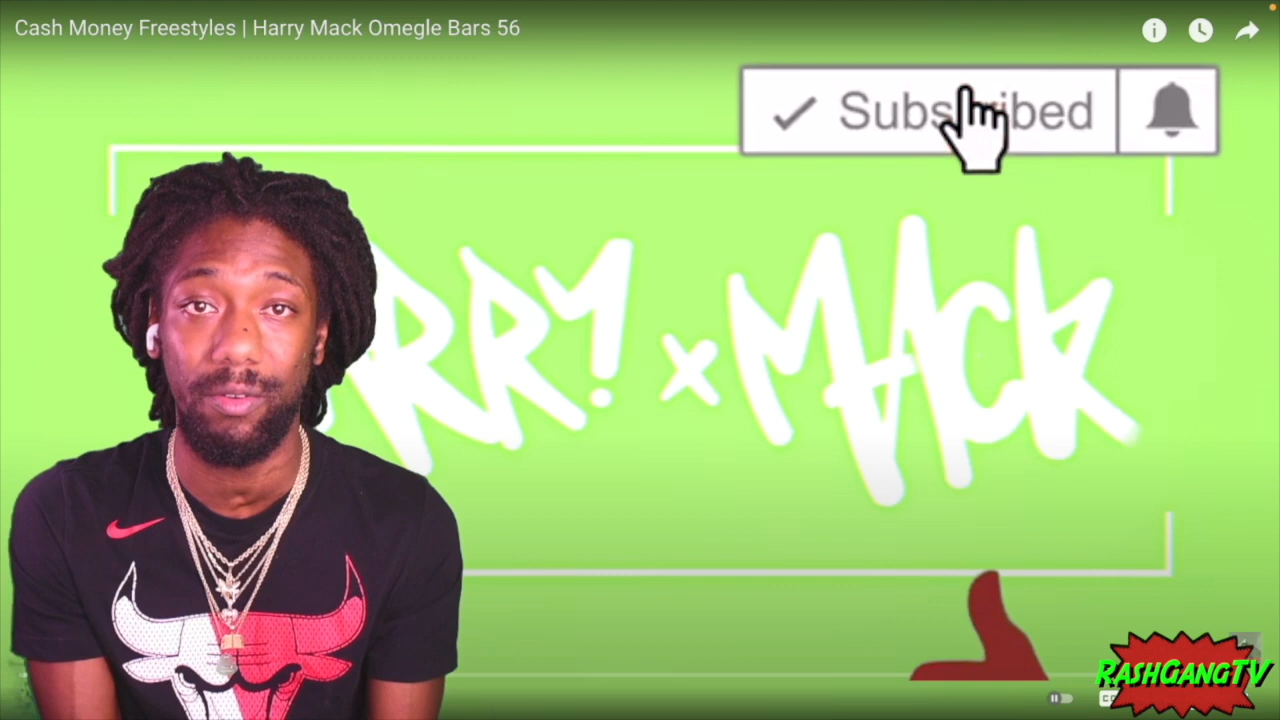 Cash Money Freestyles | Harry Mack Omegle Bars 56
Subscribed
RRY x MACK
RASHGANGTV